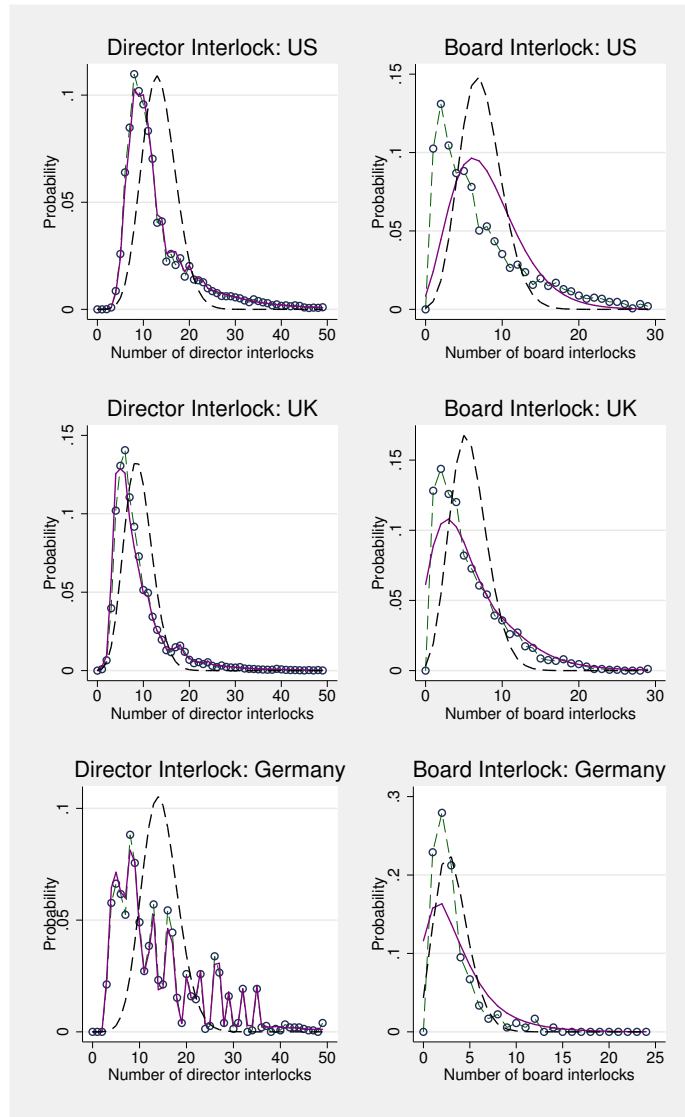 Director Interlock: US
Probability
0 .05 .1
0 10 20 30 40 50
Number of director interlocks
Board Interlock: US
Probability
0 .05 .1 .15
0 10 20 30
Number of board interlocks
Director Interlock: UK
Probability
0 .05 .1 .15
0 10 20 30 40 50
Number of director interlocks
Board Interlock: UK
Probability
0 .05 .1 .15
0 10 20 30
Number of board interlocks
Director Interlock: Germany
Probability
0 .05 .1
0 10 20 30 40 50
Number of director interlocks
Board Interlock: Germany
Probability
0 .1 .2 .3
0 5 10 15 20 25
Number of board interlocks